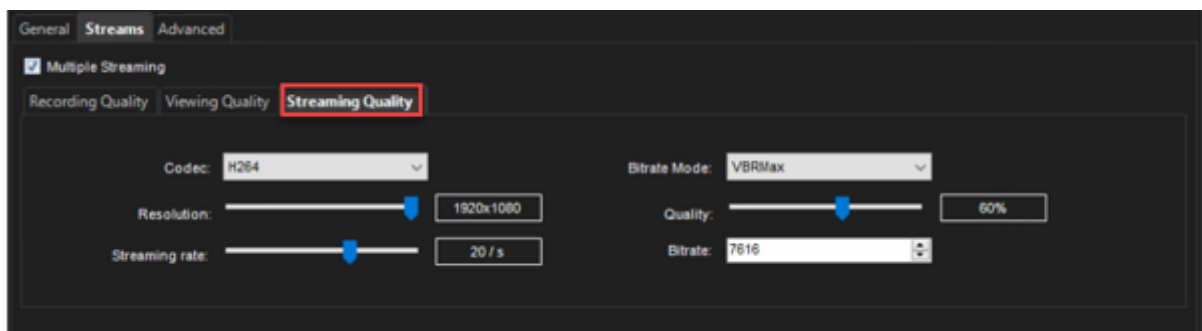 General Streams Advanced
Multiple Streaming
Recording Quality Viewing Quality Streaming Quality
Codec: H264 Bitrate Mode: VBRMax
Resolution: 1920x1080 Quality: 60%
Streaming rate: 20 / s Bitrate: 7616